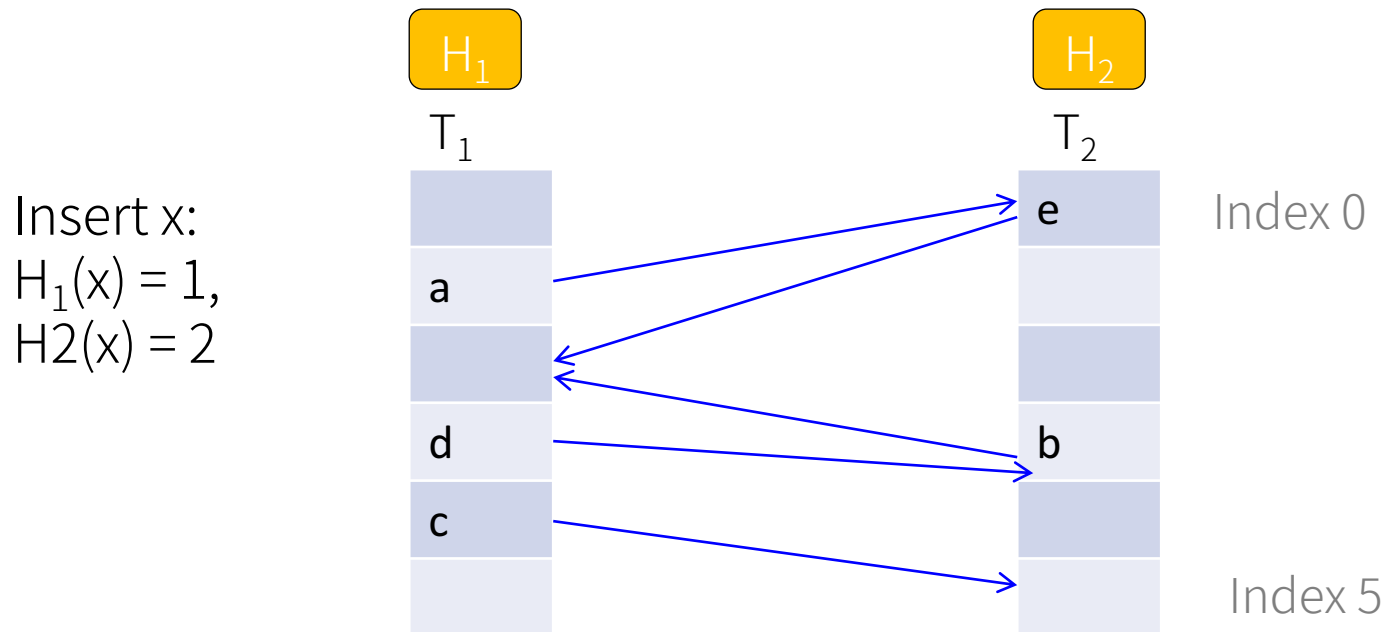 H₁ H₂
T₁ T₂
Insert x:
H₁(x) = 1,
H2(x) = 2
e Index 0
a
d b
c
Index 5